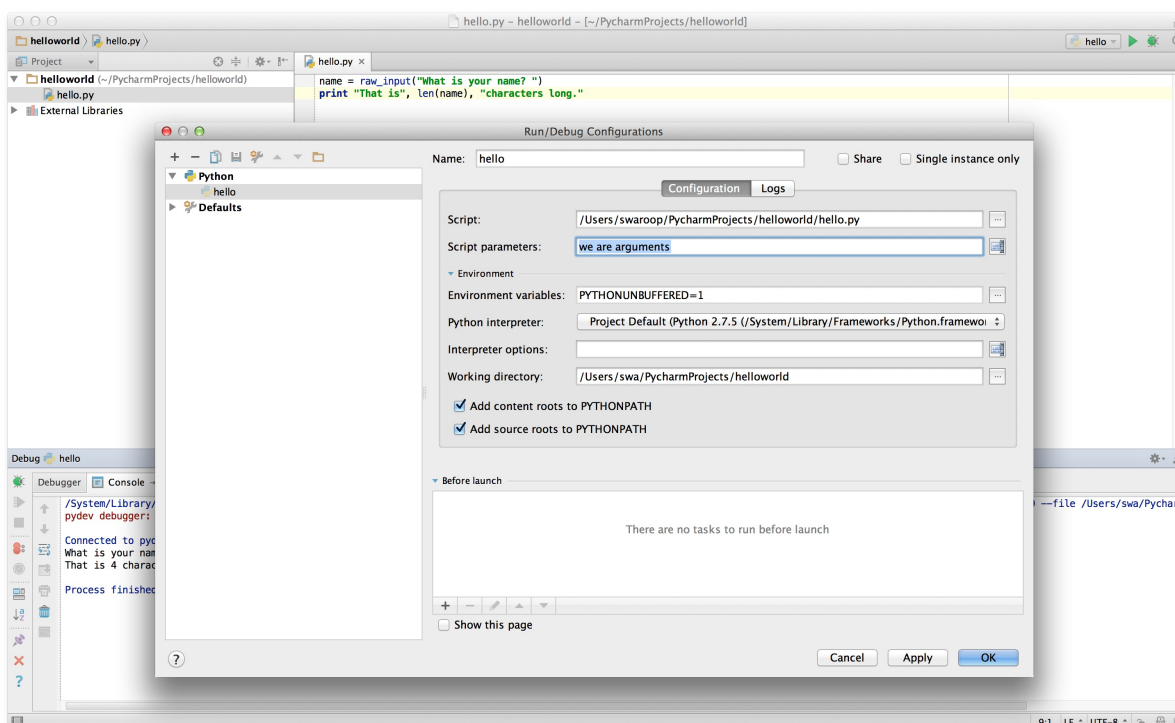 hello.py – helloworld – [~/PycharmProjects/helloworld]
helloworld hello.py
hello
Project
hello.py
helloworld (~/PycharmProjects/helloworld)
hello.py
External Libraries
name = raw_input("What is your name? ")
print "That is", len(name), "characters long."
Run/Debug Configurations
Python
hello
Defaults
Name: hello
Share
Single instance only
Configuration Logs
Script: /Users/swaroop/PycharmProjects/helloworld/hello.py
Script parameters: we are arguments
Environment
Environment variables: PYTHONUNBUFFERED=1
Python interpreter: Project Default (Python 2.7.5 (/System/Library/Frameworks/Python.framewor
Interpreter options:
Working directory: /Users/swa/PycharmProjects/helloworld
Add content roots to PYTHONPATH
Add source roots to PYTHONPATH
Before launch
There are no tasks to run before launch
Show this page
? Cancel Apply OK
Debug hello
Debugger Console
/System/Library/ --file /Users/swa/Pycha
pydev debugger:
Connected to pyd
What is your nam
That is 4 charac
Process finished
9:1 LF UTF-8